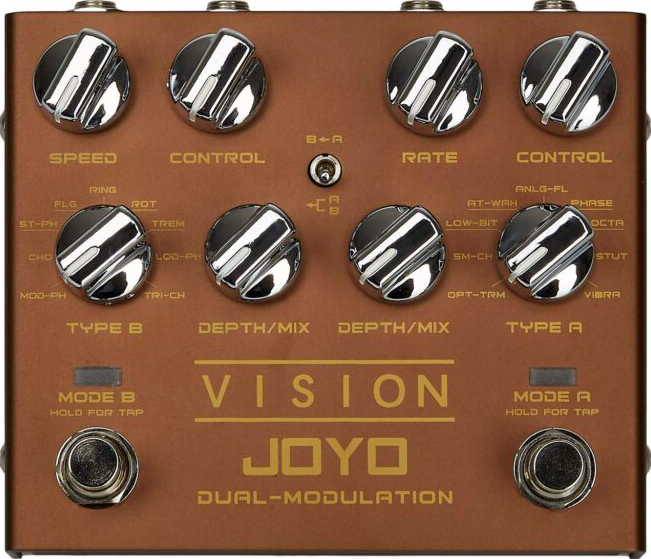 SPEED CONTROL RATE CONTROL
B←A
←[A B
RING
FLG ROT
ST-PM TREM
CHO LQD-PH
MOD-PH TRI-CH
ANLG-FL
AT-WAH PHASE
LOW-BIT OCTA
SM-CH STUT
OPT-TRM VIBRA
TYPE B DEPTH/MIX DEPTH/MIX TYPE A
MODE B
HOLD FOR TAP
MODE A
HOLD FOR TAP
VISION
JOYO
DUAL-MODULATION